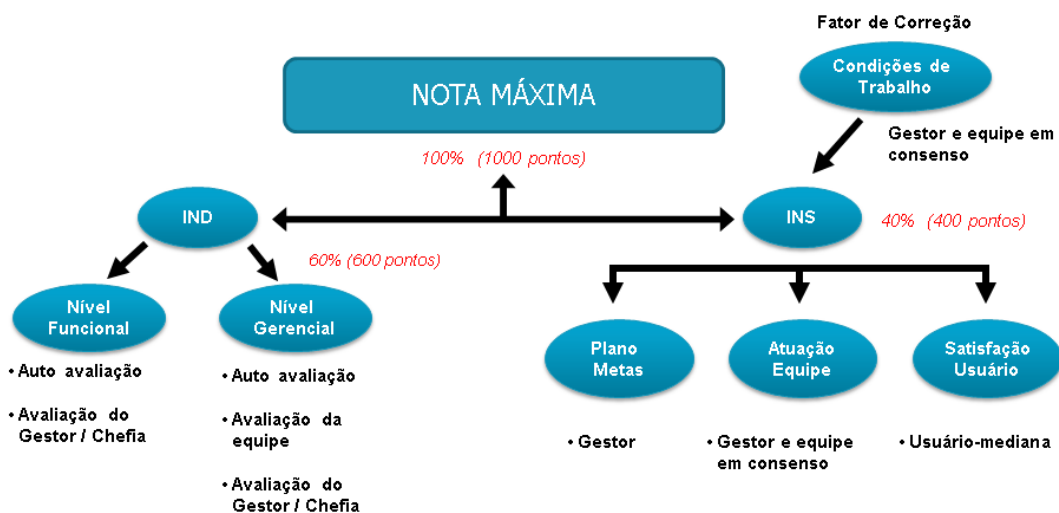 Fator de Correção
Condições de
Trabalho
NOTA MÁXIMA
Gestor e equipe em
consenso
100% (1000 pontos)
IND
INS
40% (400 pontos)
60% (600 pontos)
Nível
Funcional
Nível
Gerencial
Plano
Metas
Atuação
Equipe
Satisfação
Usuário
• Auto avaliação
• Avaliação do
Gestor / Chefia
• Auto avaliação
• Avaliação da
equipe
• Avaliação do
Gestor / Chefia
• Gestor
• Gestor e equipe
em consenso
• Usuário-mediana